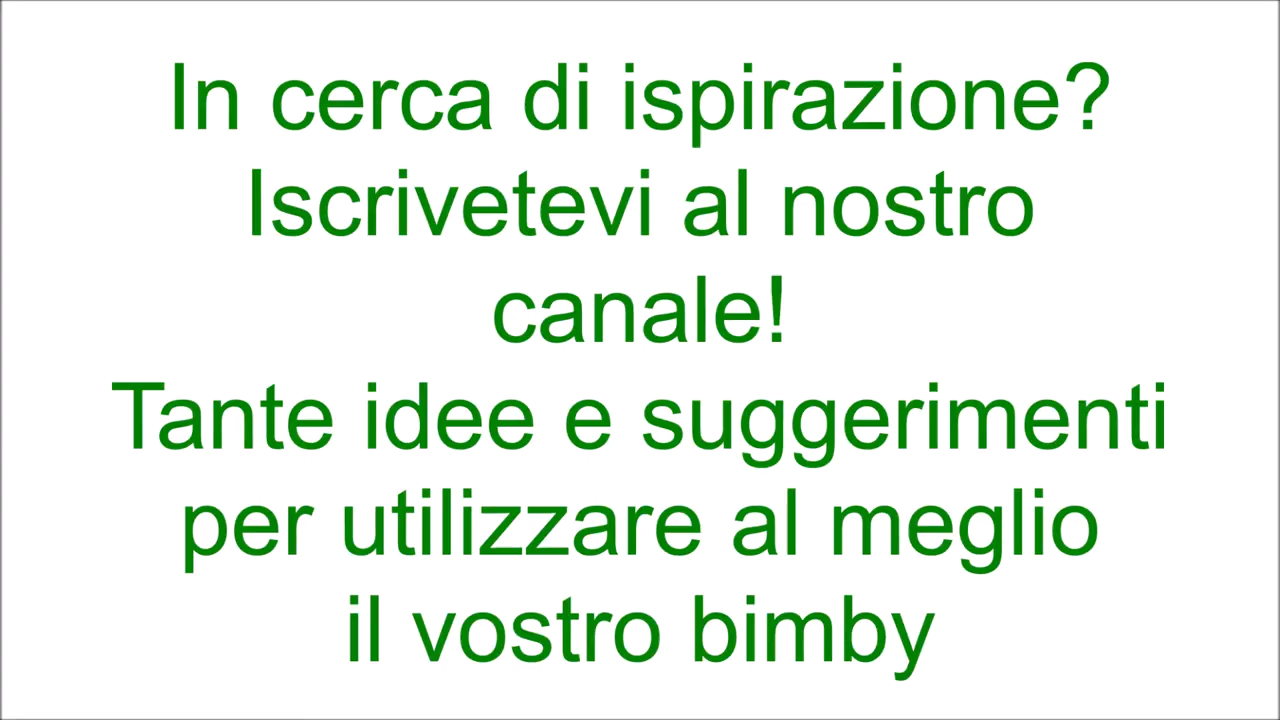 In cerca di ispirazione?
Iscrivetevi al nostro
canale!
Tante idee e suggerimenti
per utilizzare al meglio
il vostro bimby